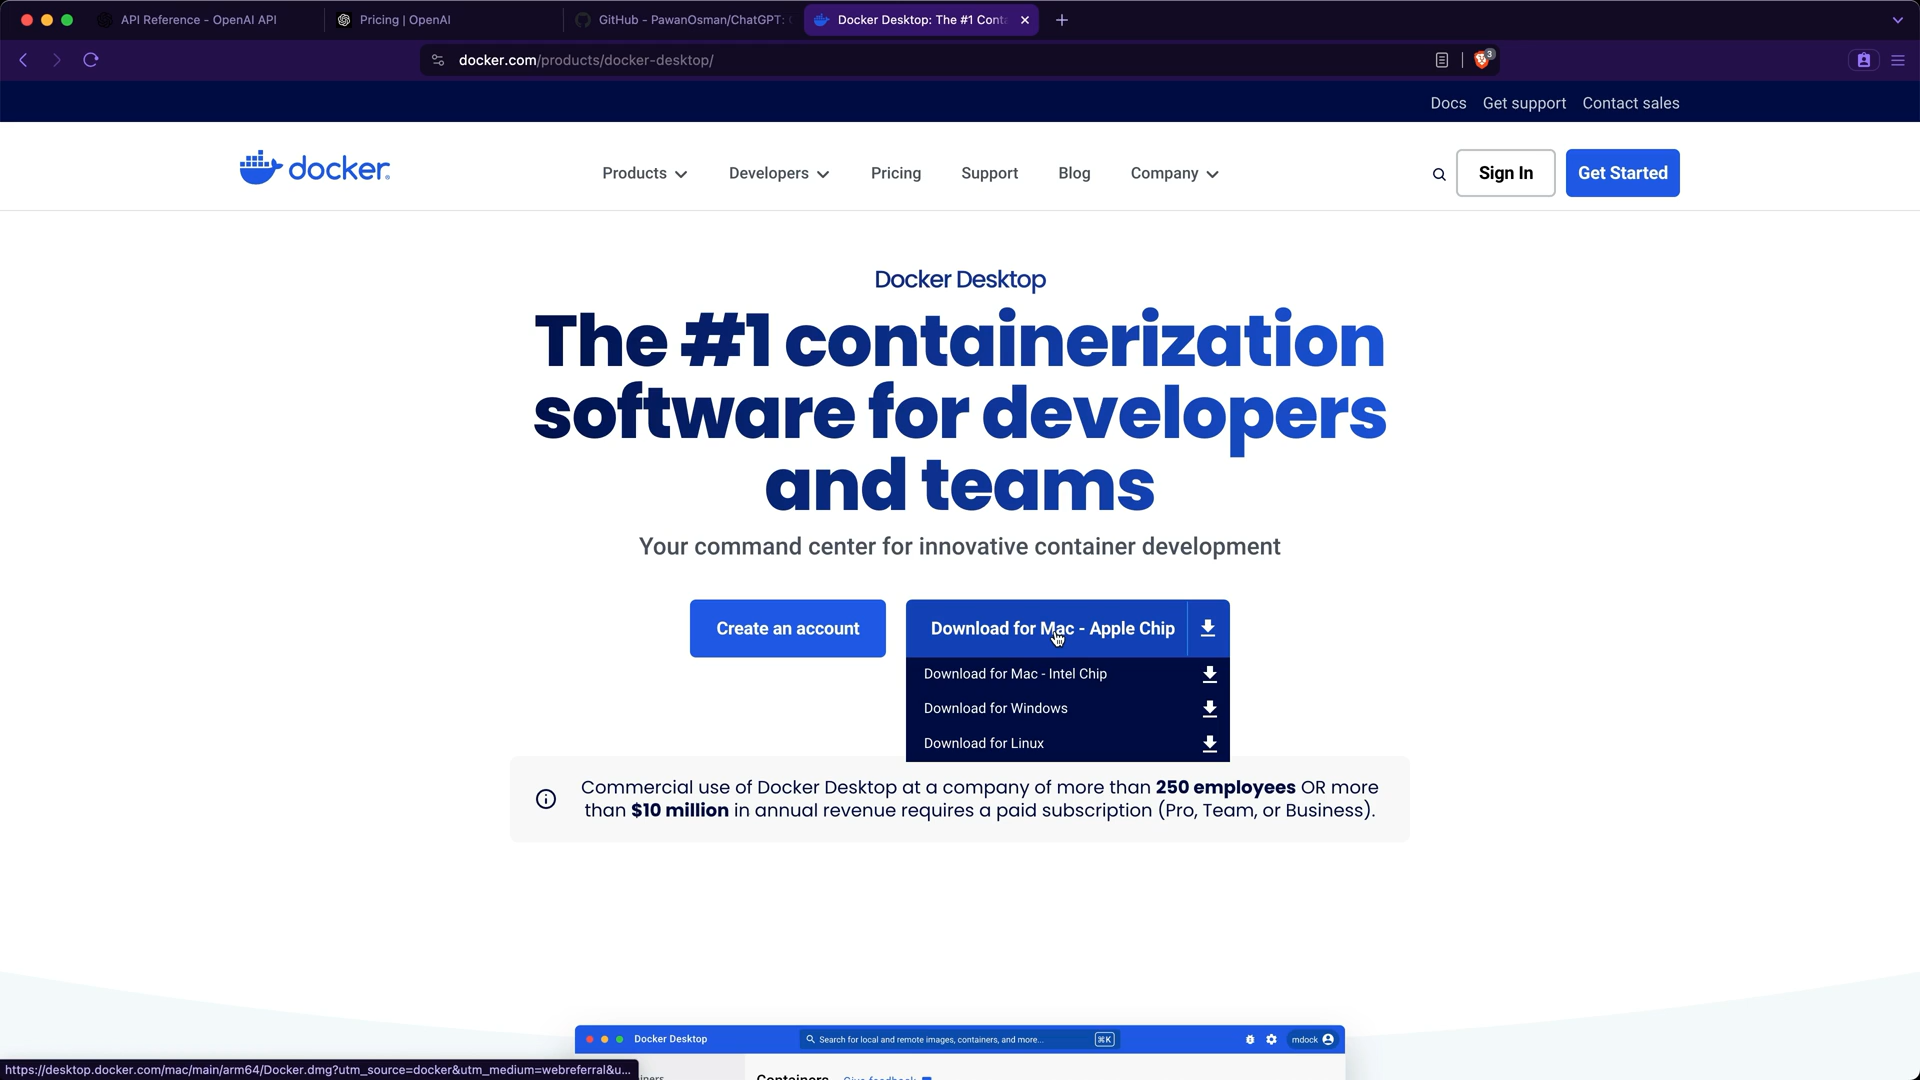 API Reference - OpenAI API
Pricing | OpenAI
GitHub - PawanOsman/ChatGPT:
Docker Desktop: The #1 Cont
docker.com/products/docker-desktop/
3
Docs Get support Contact sales
docker
Products Developers Pricing Support Blog Company
Sign In Get Started
Docker Desktop
The #1 containerization
software for developers
and teams
Your command center for innovative container development
Create an account
Download for Mac - Apple Chip
Download for Mac - Intel Chip
Download for Windows
Download for Linux
Commercial use of Docker Desktop at a company of more than 250 employees OR more
than $10 million in annual revenue requires a paid subscription (Pro, Team, or Business).
Docker Desktop
Search for local and remote images, containers, and more...
⌘K
mdock
https://desktop.docker.com/mac/main/arm64/Docker.dmg?utm_source=docker&utm_medium=webreferral&u...
Containers Give feedback